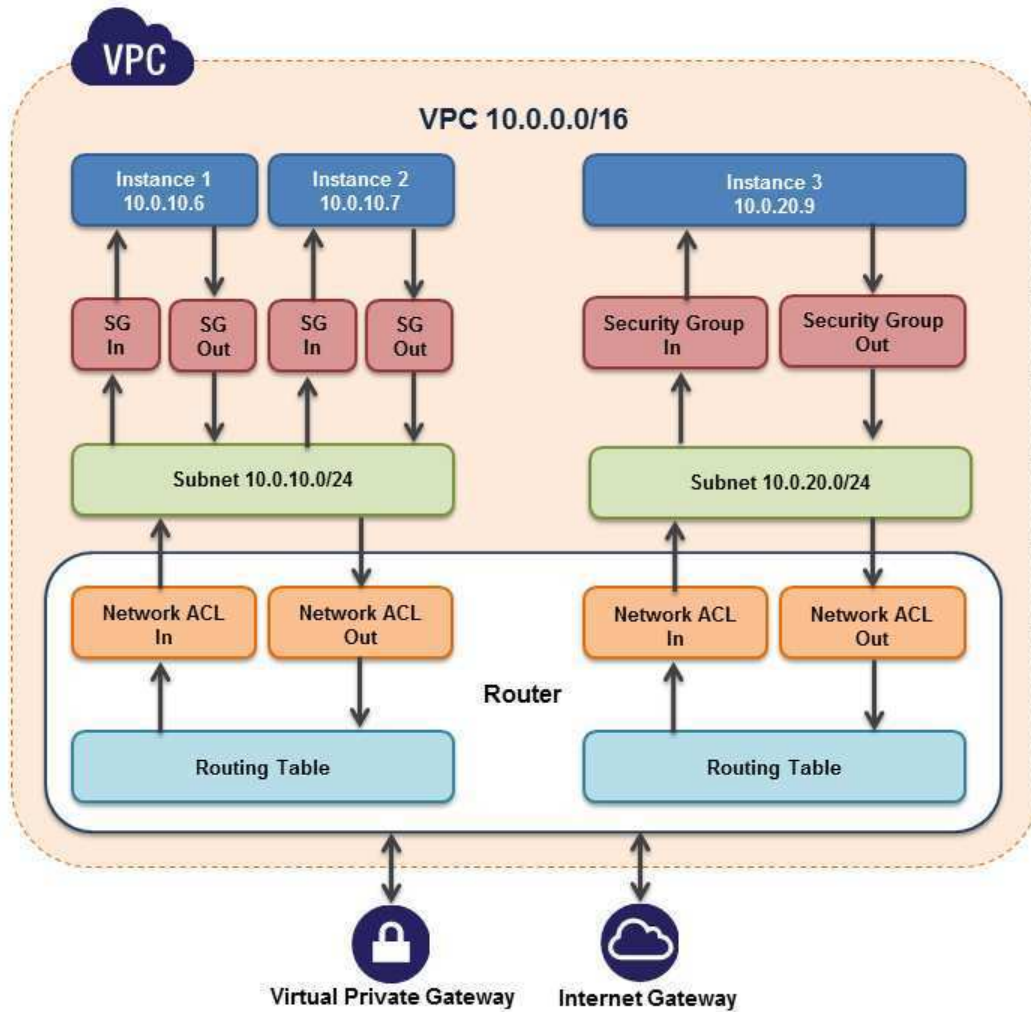 VPC
VPC 10.0.0.0/16
Instance 1
10.0.10.6
Instance 2
10.0.10.7
Instance 3
10.0.20.9
SG
In
SG
Out
SG
In
SG
Out
Security Group
In
Security Group
Out
Subnet 10.0.10.0/24
Subnet 10.0.20.0/24
Network ACL
In
Network ACL
Out
Network ACL
In
Network ACL
Out
Router
Routing Table
Routing Table
Virtual Private Gateway
Internet Gateway